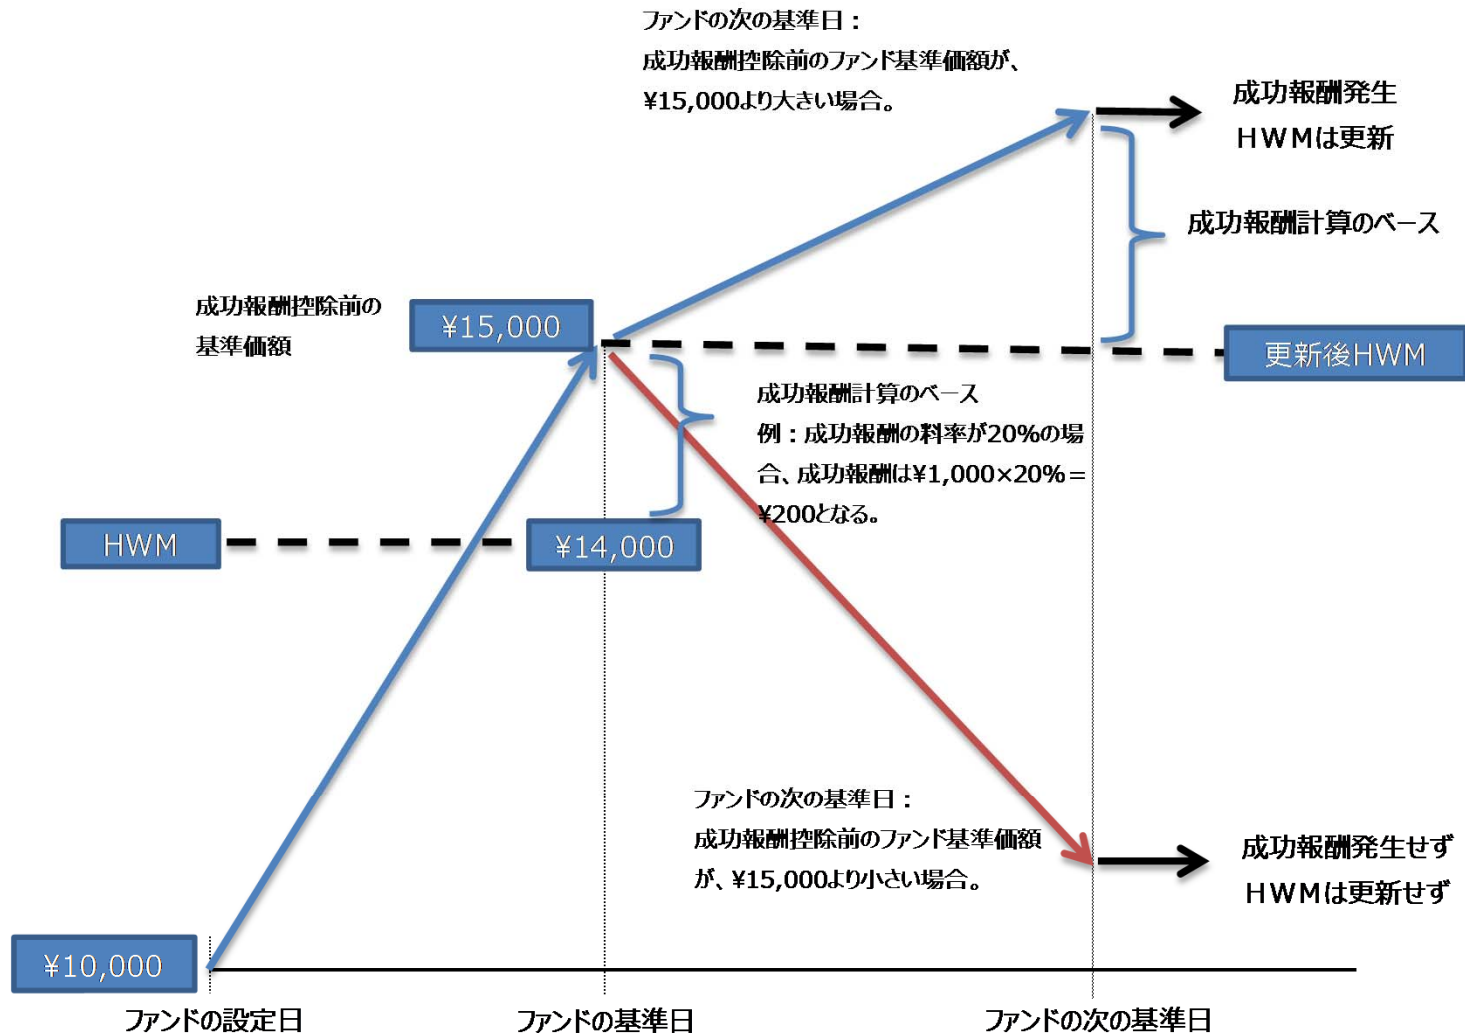 ファンドの次の基準日：
成功報酬控除前のファンド基準価額が、
¥15,000より大きい場合。
成功報酬発生
ＨＷＭは更新
成功報酬計算のベース
成功報酬控除前の
基準価額
¥15,000
更新後HWM
成功報酬計算のベース
例：成功報酬の料率が20%の場
合、成功報酬は¥1,000×20%＝
¥200となる。
HWM
¥14,000
ファンドの次の基準日：
成功報酬控除前のファンド基準価額
が、¥15,000より小さい場合。
成功報酬発生せず
ＨＷＭは更新せず
¥10,000
ファンドの設定日
ファンドの基準日
ファンドの次の基準日